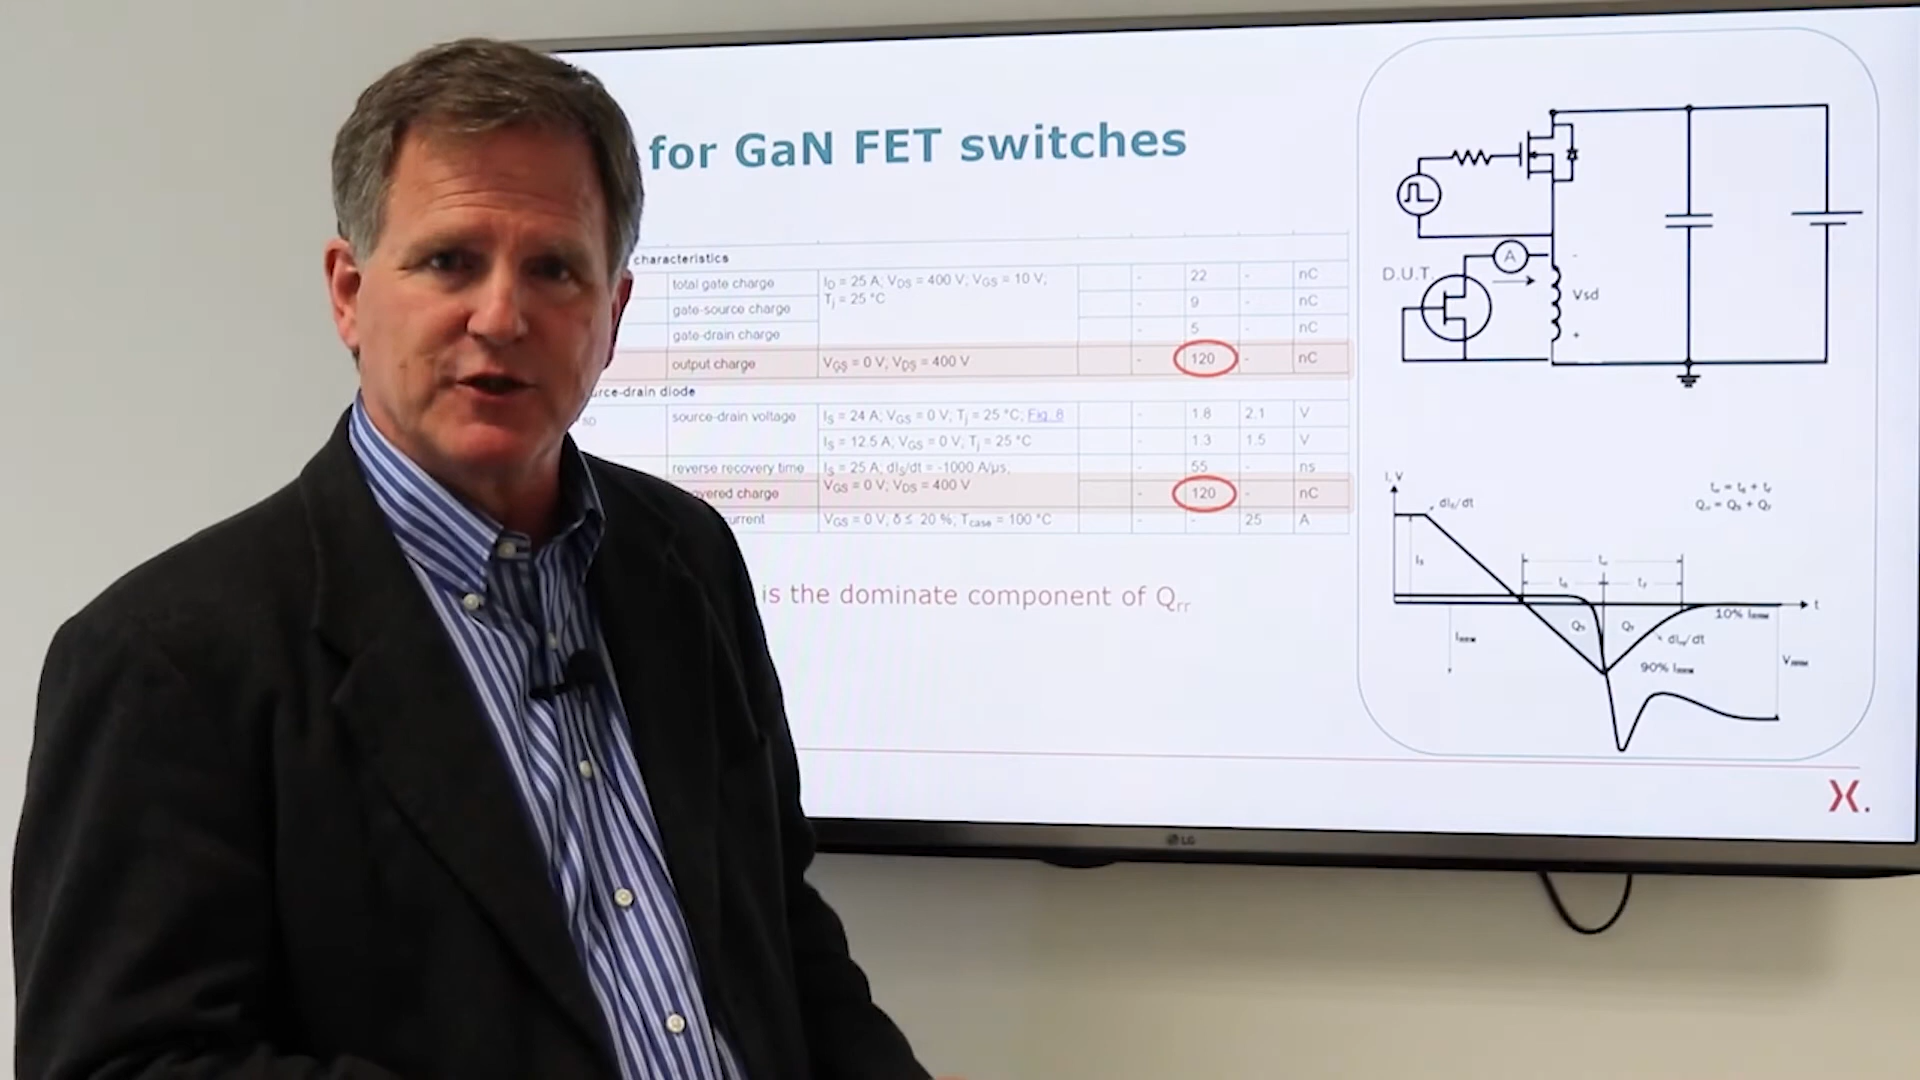 for GaN FET switches
characteristics
total gate charge I_D = 25 A; V_DS = 400 V; V_GS = 10 V; - 22 - nC
T_j = 25 °C
gate-source charge - 9 - nC
gate-drain charge - 5 - nC
output charge V_GS = 0 V; V_DS = 400 V - 120 - nC
urce-drain diode
SD source-drain voltage I_S = 24 A; V_GS = 0 V; T_j = 25 °C; Fig. 8 - 1.8 2.1 V
I_S = 12.5 A; V_GS = 0 V; T_j = 25 °C - 1.3 1.5 V
reverse recovery time I_S = 25 A; dI_S/dt = -1000 A/µs; - 55 - ns
overed charge V_GS = 0 V; V_DS = 400 V - 120 - nC
urrent V_GS = 0 V; δ ≤ 20 %; T_case = 100 °C - - 25 A
is the dominate component of Q_rr
D.U.T.
A
-
Vsd
+
I, V
dI_S/dt
Q_S
Q_f
10% I_RRM
90% I_RRM
t
X.
LG